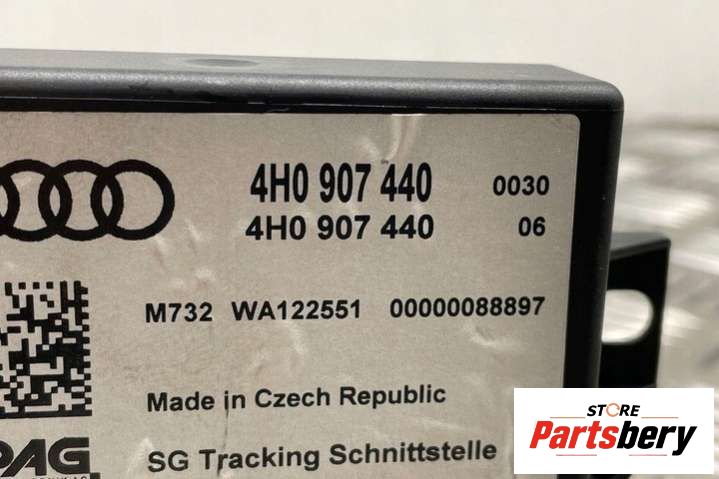 4H0 907 440 0030
4H0 907 440 06
M732 WA122551 00000088897
Made in Czech Republic
SG Tracking Schnittstelle
STORE
Partsbery